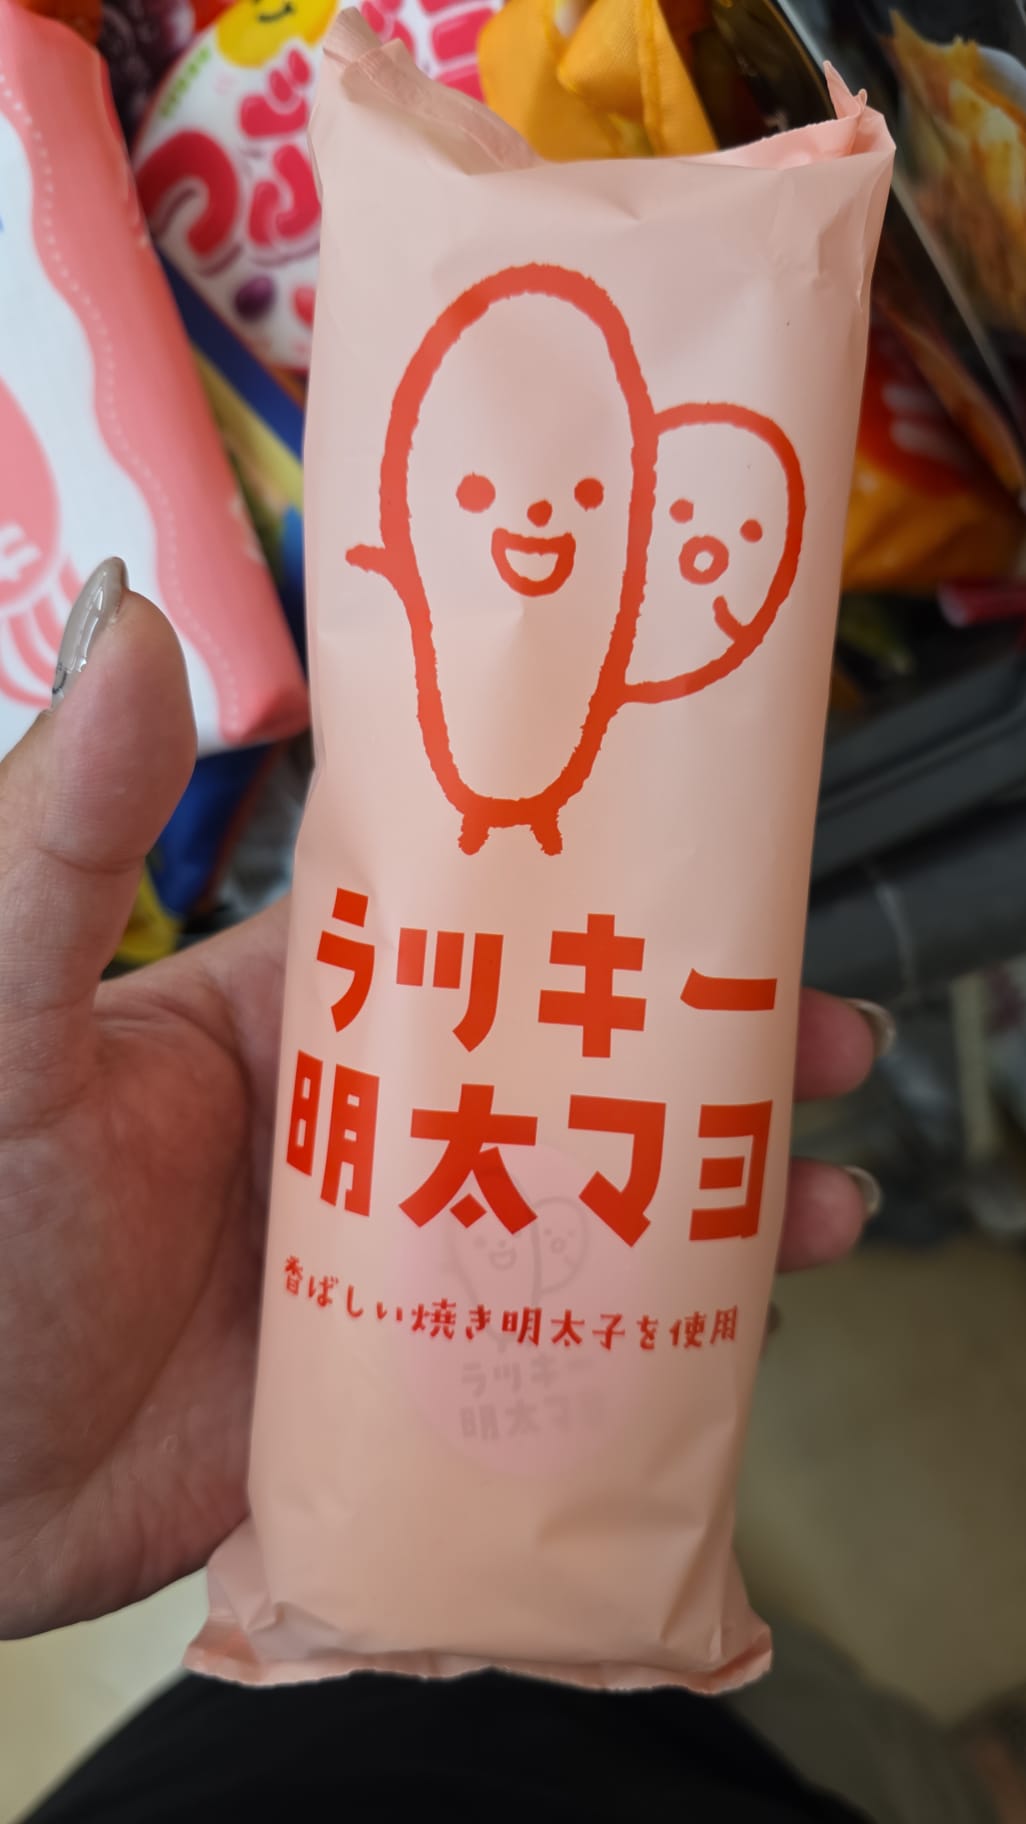 ラッキー
明太マヨ
香ばしい焼き明太子を使用
ラッキー
明太マヨ